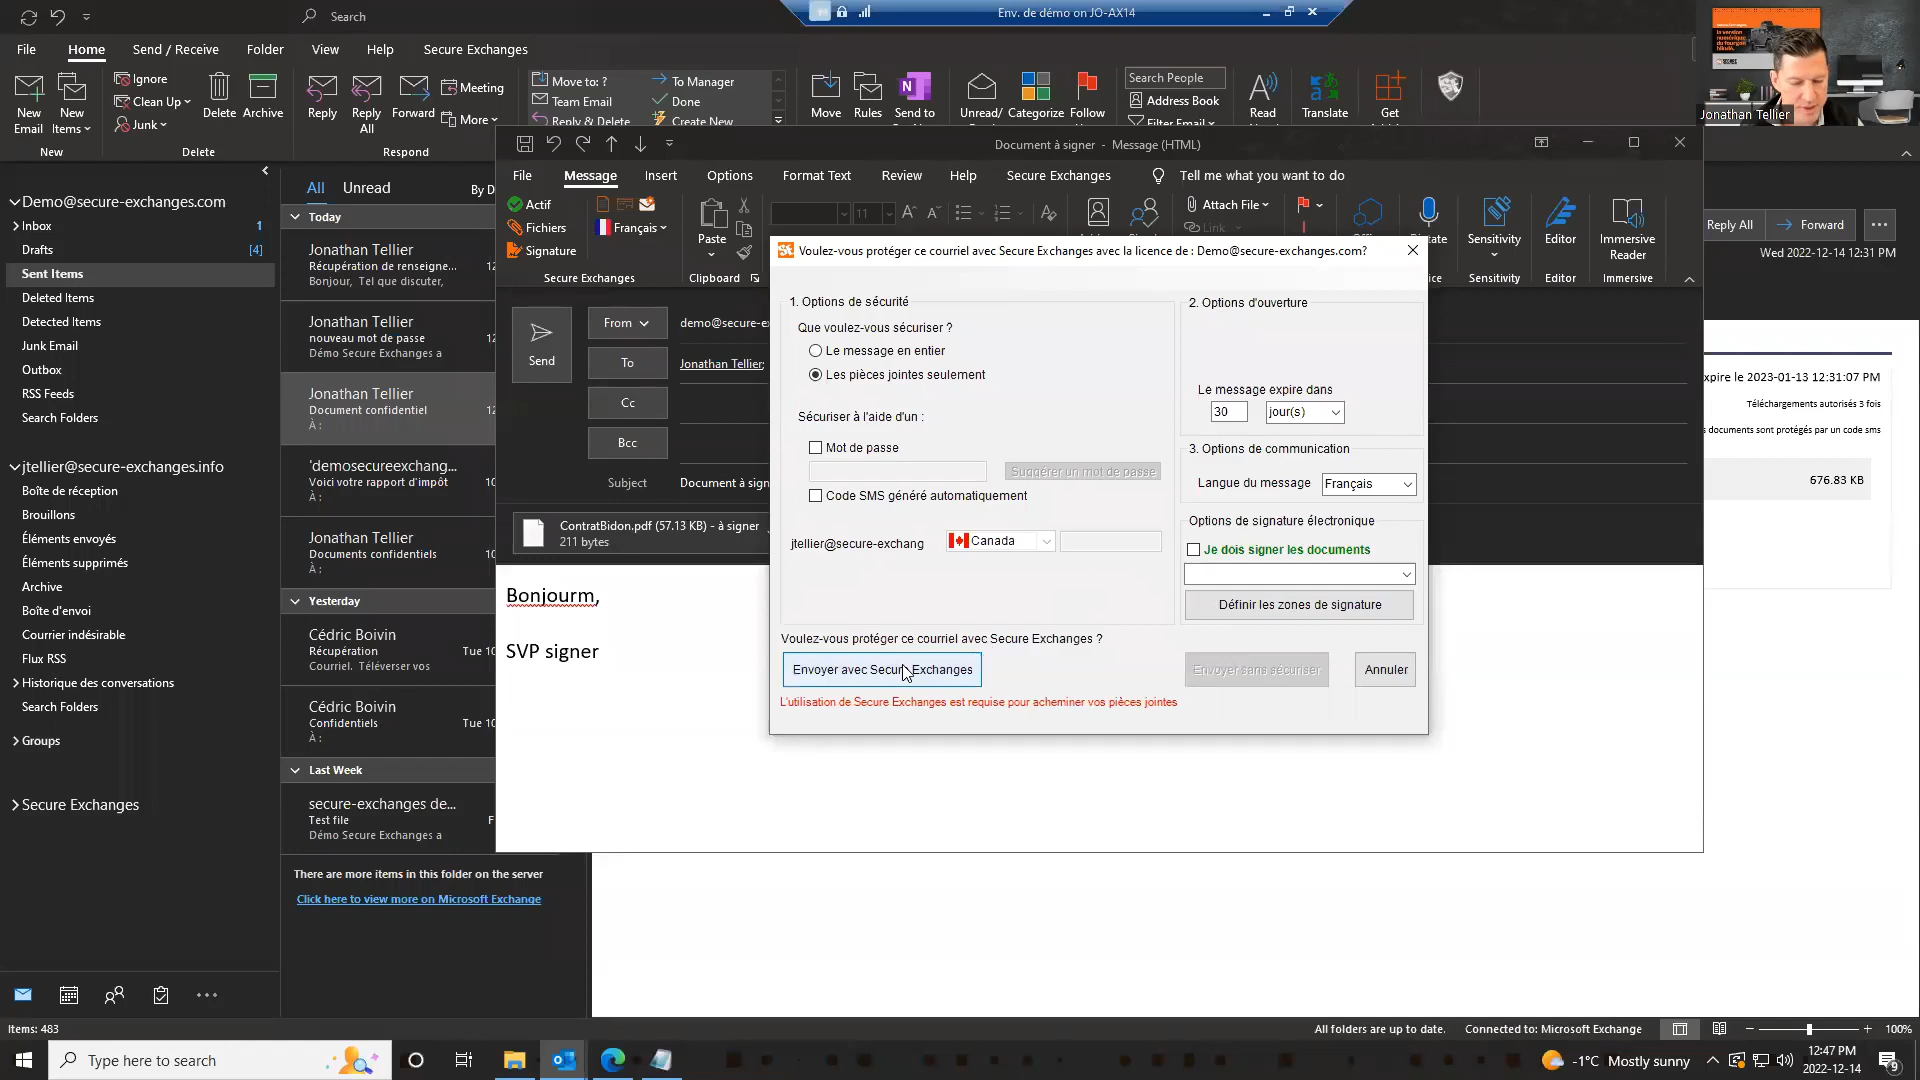 Search
Env. de démo on JO-AX14
File Home Send / Receive Folder View Help Secure Exchanges
New Email
New Items
Ignore
Clean Up
Junk
Delete
Archive
Reply
Reply All
Forward
Meeting
More
Move to: ?
Team Email
Reply & Delete
To Manager
Done
Create New
Move
Rules
Send to
Unread/
Categorize
Follow
Search People
Address Book
Filter Email
Translate
Get
Jonathan Tellier
New
Delete
Respond
Demo@secure-exchanges.com
Inbox 1
Drafts [4]
Sent Items
Deleted Items
Detected Items
Junk Email
Outbox
RSS Feeds
Search Folders
jtellier@secure-exchanges.info
Boîte de réception
Brouillons
Éléments envoyés
Éléments supprimés
Archive
Boîte d'envoi
Courrier indésirable
Flux RSS
Historique des conversations
Search Folders
Groups
Secure Exchanges
All Unread By D
Today
Jonathan Tellier
Récupération de renseigne... 12
Bonjour, Tel que discuter,
Jonathan Tellier
nouveau mot de passe 12
Démo Secure Exchanges a
Jonathan Tellier
Document confidentiel 12
À :
'demosecureexchang...
Voici votre rapport d'impôt 10
À :
Jonathan Tellier
Documents confidentiels 10
À :
Yesterday
Cédric Boivin
Récupération Tue 10
Courriel. Téléverser vos
Cédric Boivin
Confidentiels Tue 10
À :
Last Week
secure-exchanges de...
Test file F
Démo Secure Exchanges a
There are more items in this folder on the server
Click here to view more on Microsoft Exchange
Document à signer - Message (HTML)
File Message Insert Options Format Text Review Help Secure Exchanges Tell me what you want to do
Actif
Fichiers
Signature
Français
Secure Exchanges
Paste
Clipboard
11
Attach File
Link
Sensitivity
Sensitivity
Editor
Editor
Immersive Reader
Immersive
Send
From
demo@secure-ex
To
Jonathan Tellier;
Cc
Bcc
Subject
Document à sign
ContratBidon.pdf (57.13 KB) - à signer
211 bytes
Bonjourm,
SVP signer
Voulez-vous protéger ce courriel avec Secure Exchanges avec la licence de : Demo@secure-exchanges.com?
1. Options de sécurité
Que voulez-vous sécuriser ?
Le message en entier
Les pièces jointes seulement
Sécuriser à l'aide d'un :
Mot de passe
Suggérer un mot de passe
Code SMS généré automatiquement
jtellier@secure-exchang
Canada
2. Options d'ouverture
Le message expire dans
30 jour(s)
3. Options de communication
Langue du message Français
Options de signature électronique
Je dois signer les documents
Définir les zones de signature
Voulez-vous protéger ce courriel avec Secure Exchanges ?
Envoyer avec Secure Exchanges
Envoyer sans sécuriser
Annuler
L'utilisation de Secure Exchanges est requise pour acheminer vos pièces jointes
Reply All
Forward
Wed 2022-12-14 12:31 PM
xpire le 2023-01-13 12:31:07 PM
Téléchargements autorisés 3 fois
s documents sont protégés par un code sms
676.83 KB
Items: 483
All folders are up to date. Connected to: Microsoft Exchange 100%
Type here to search
-1°C Mostly sunny
12:47 PM
2022-12-14
9